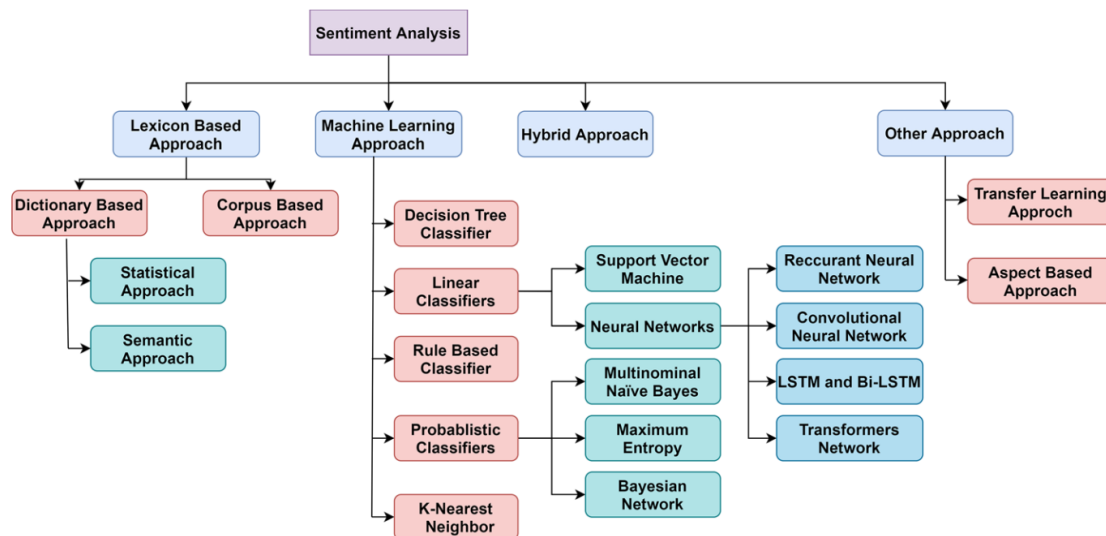 Sentiment Analysis
Lexicon Based
Approach
Machine Learning
Approach
Hybrid Approach
Other Approach
Dictionary Based
Approach
Corpus Based
Approach
Statistical
Approach
Semantic
Approach
Decision Tree
Classifier
Linear
Classifiers
Rule Based
Classifier
Probablistic
Classifiers
K-Nearest
Neighbor
Support Vector
Machine
Neural Networks
Multinominal
Naïve Bayes
Maximum
Entropy
Bayesian
Network
Reccurant Neural
Network
Convolutional
Neural Network
LSTM and Bi-LSTM
Transformers
Network
Transfer Learning
Approch
Aspect Based
Approach